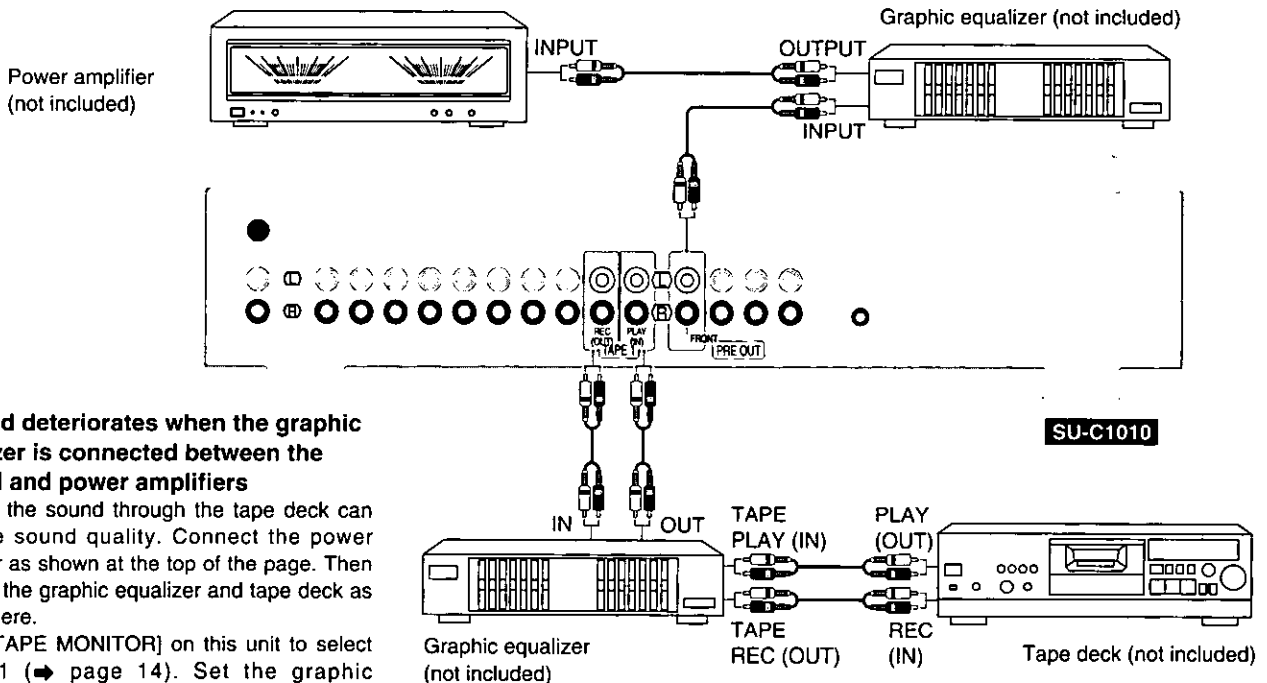 Graphic equalizer (not included)
Power amplifier
(not included)
INPUT
OUTPUT
INPUT
L
R
L
R
REC
(OUT)
PLAY
(IN)
TAPE 1
FRONT
PRE OUT
SU-C1010
d deteriorates when the graphic
zer is connected between the
and power amplifiers
the sound through the tape deck can
e sound quality. Connect the power
r as shown at the top of the page. Then
the graphic equalizer and tape deck as
ere.
TAPE MONITOR] on this unit to select
1 (➡ page 14). Set the graphic
IN
OUT
TAPE
PLAY (IN)
PLAY
(OUT)
TAPE
REC (OUT)
REC
(IN)
Graphic equalizer
(not included)
Tape deck (not included)